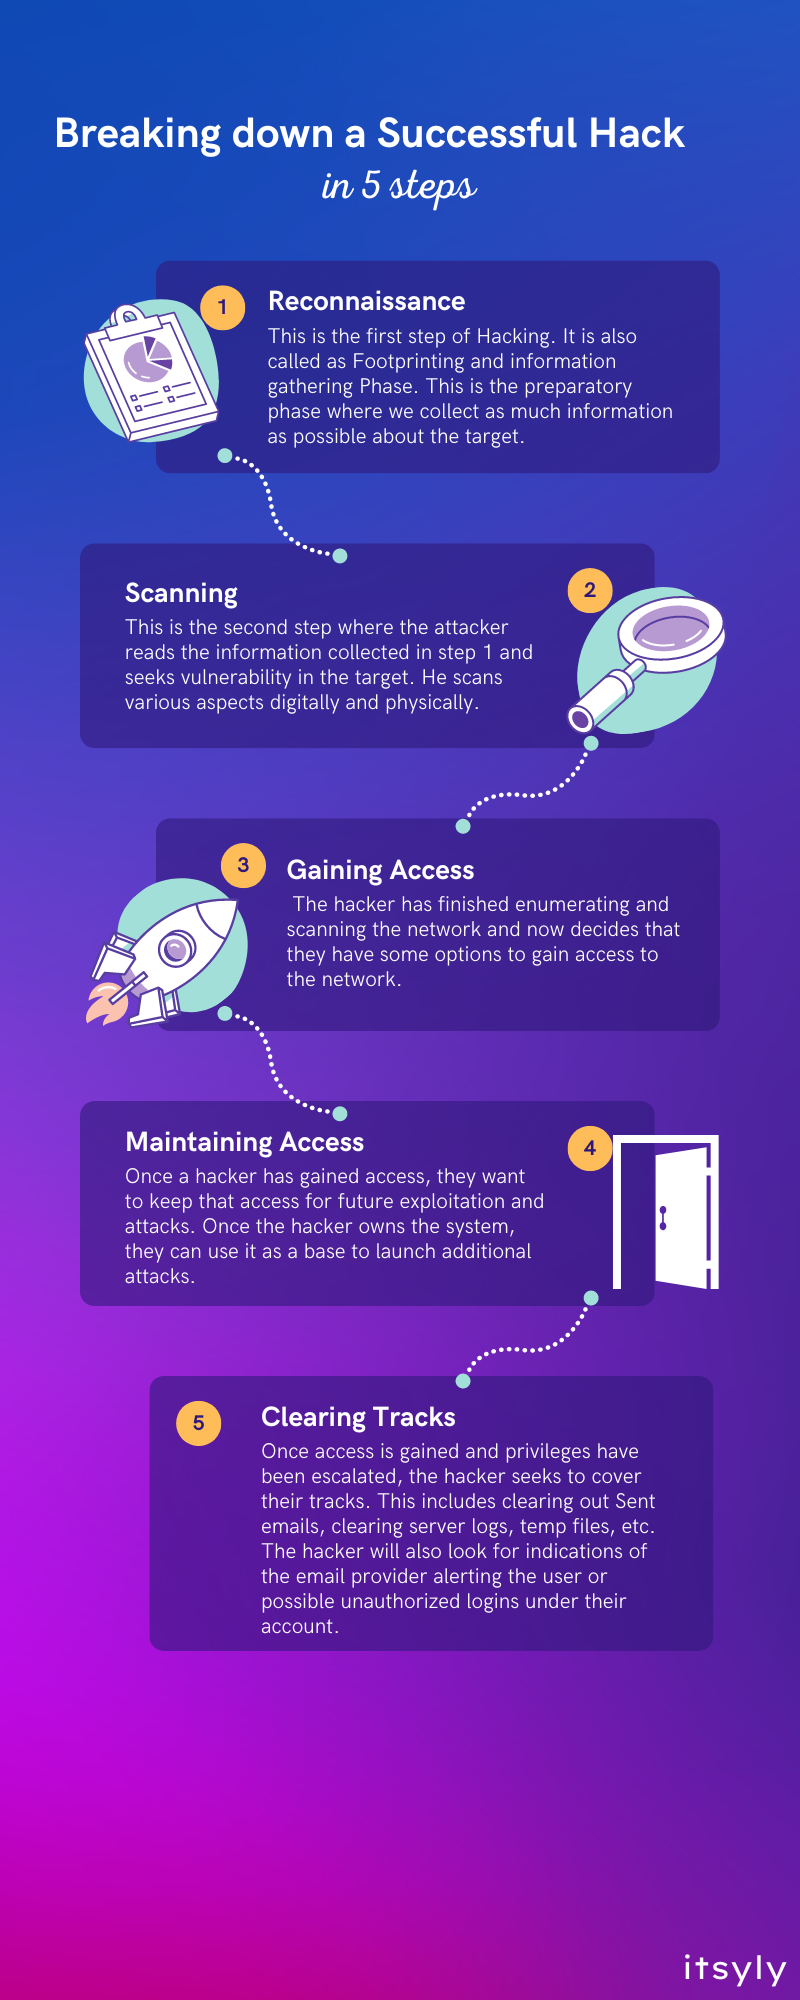 Breaking down a Successful Hack
in 5 steps
1
Reconnaissance
This is the first step of Hacking. It is also
called as Footprinting and information
gathering Phase. This is the preparatory
phase where we collect as much information
as possible about the target.
2
Scanning
This is the second step where the attacker
reads the information collected in step 1 and
seeks vulnerability in the target. He scans
various aspects digitally and physically.
3
Gaining Access
The hacker has finished enumerating and
scanning the network and now decides that
they have some options to gain access to
the network.
4
Maintaining Access
Once a hacker has gained access, they want
to keep that access for future exploitation and
attacks. Once the hacker owns the system,
they can use it as a base to launch additional
attacks.
5
Clearing Tracks
Once access is gained and privileges have
been escalated, the hacker seeks to cover
their tracks. This includes clearing out Sent
emails, clearing server logs, temp files, etc.
The hacker will also look for indications of
the email provider alerting the user or
possible unauthorized logins under their
account.
itsyly